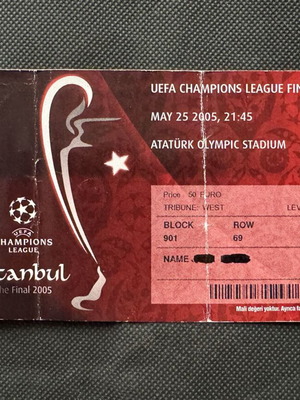 UEFA CHAMPIONS LEAGUE FIN
MAY 25 2005, 21:45
ATATÜRK OLYMPIC STADIUM
Price: 50 EURO
TRIBUNE: WEST LEV
BLOCK ROW
901 69
NAME
UEFA
CHAMPIONS
LEAGUE
tanbul
he Final 2005
Mali değeri yoktur. Ayrıca